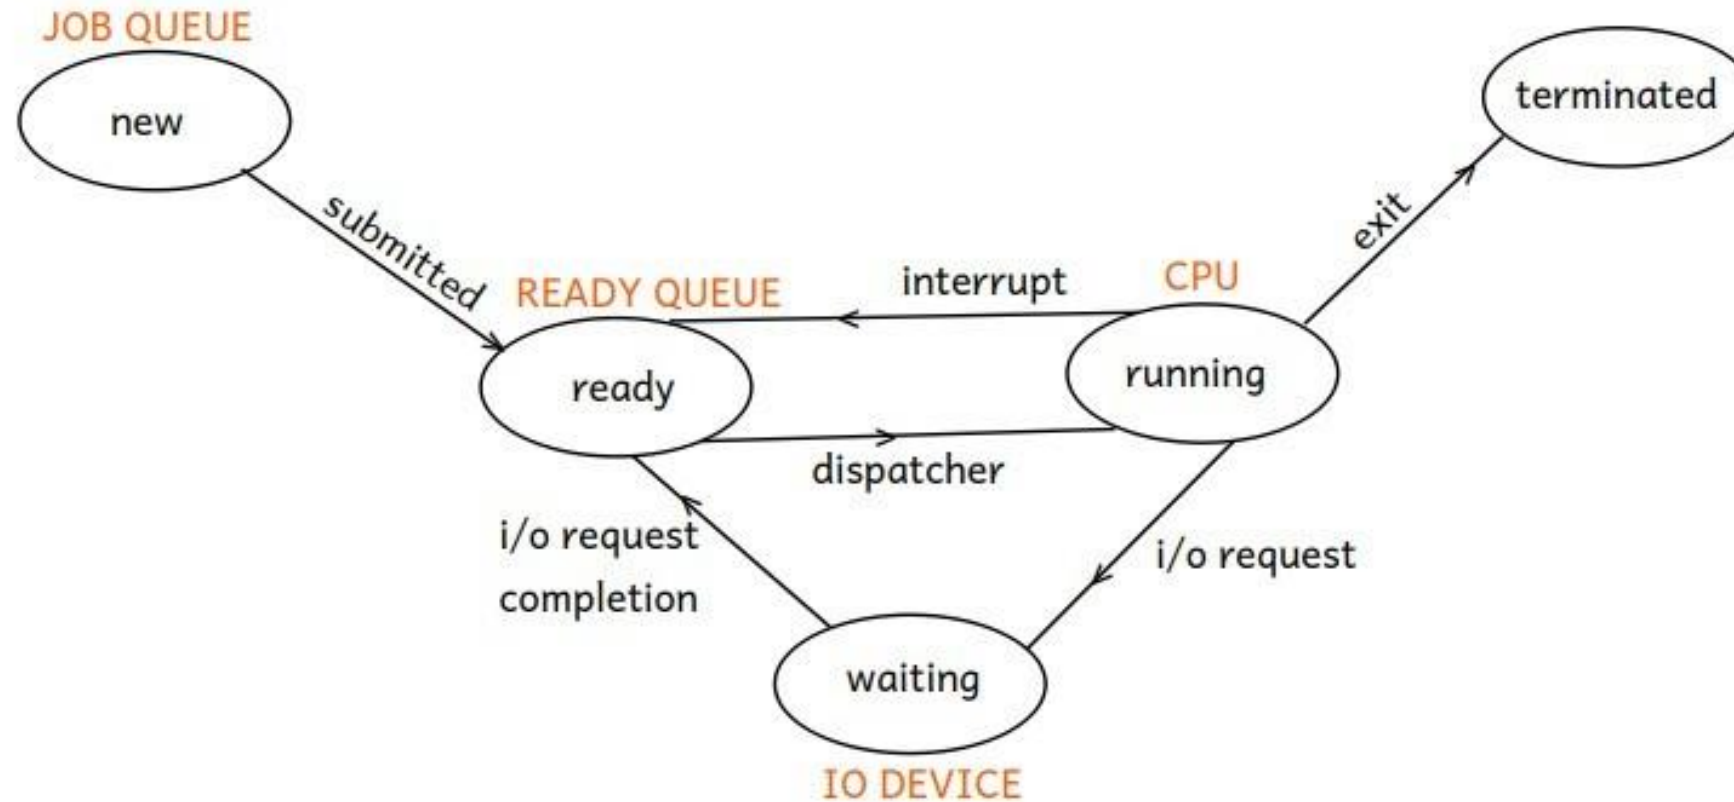 JOB QUEUE
new
terminated
submitted
exit
READY QUEUE
interrupt
CPU
ready
running
dispatcher
i/o request
completion
i/o request
waiting
IO DEVICE